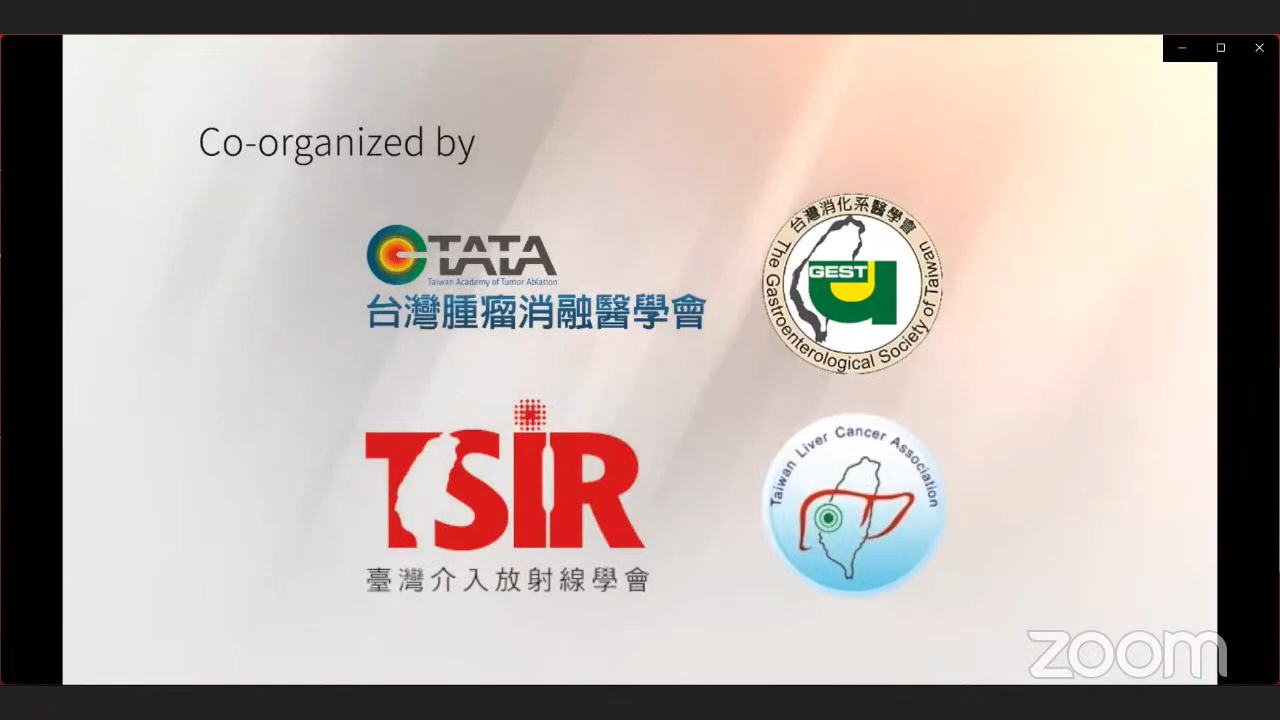 Co-organized by
TATA
Taiwan Academy of Tumor Ablation
台灣腫瘤消融醫學會
台灣消化系醫學會
GEST
The Gastroenterological Society of Taiwan
TSIR
臺灣介入放射線學會
Taiwan Liver Cancer Association
zoom